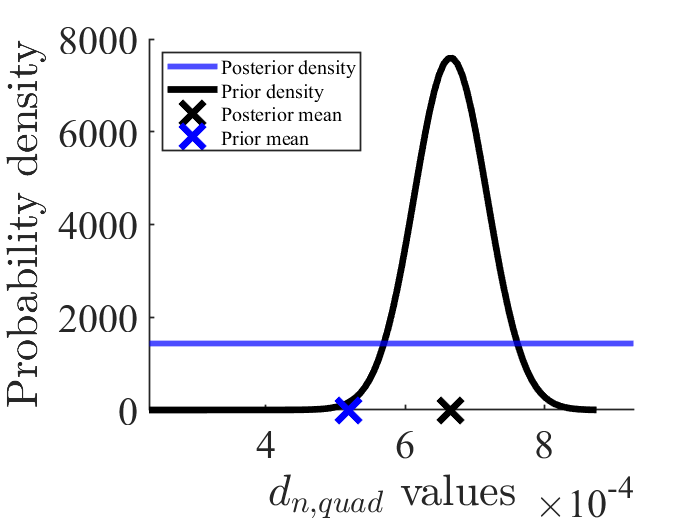 8000
6000
4000
2000
0
Probability density
Posterior density
Prior density
Posterior mean
Prior mean
4 6 8
d_{n,quad} values ×10^{-4}